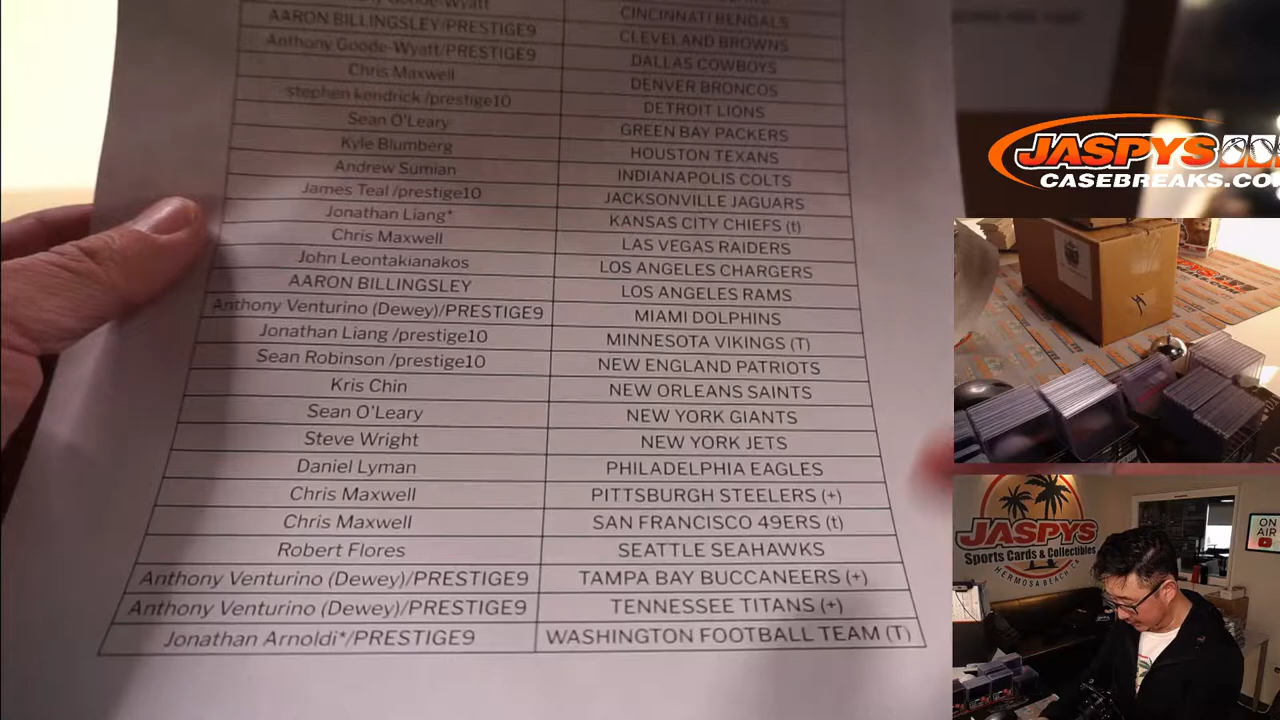 Goode-Wyatt
AARON BILLINGSLEY/PRESTIGE9 CINCINNATI BENGALS
Anthony Goode-Wyatt/PRESTIGE9 CLEVELAND BROWNS
Chris Maxwell DALLAS COWBOYS
stephen kendrick /prestige10 DENVER BRONCOS
Sean O'Leary DETROIT LIONS
Kyle Blumberg GREEN BAY PACKERS
Andrew Sumian HOUSTON TEXANS
James Teal /prestige10 INDIANAPOLIS COLTS
Jonathan Liang* JACKSONVILLE JAGUARS
Chris Maxwell KANSAS CITY CHIEFS (t)
John Leontakianakos LAS VEGAS RAIDERS
AARON BILLINGSLEY LOS ANGELES CHARGERS
Anthony Venturino (Dewey)/PRESTIGE9 LOS ANGELES RAMS
Jonathan Liang /prestige10 MIAMI DOLPHINS
Sean Robinson /prestige10 MINNESOTA VIKINGS (T)
Kris Chin NEW ENGLAND PATRIOTS
Sean O'Leary NEW ORLEANS SAINTS
Steve Wright NEW YORK GIANTS
Daniel Lyman NEW YORK JETS
Chris Maxwell PHILADELPHIA EAGLES
Chris Maxwell PITTSBURGH STEELERS (+)
Robert Flores SAN FRANCISCO 49ERS (t)
Anthony Venturino (Dewey)/PRESTIGE9 SEATTLE SEAHAWKS
Anthony Venturino (Dewey)/PRESTIGE9 TAMPA BAY BUCCANEERS (+)
Jonathan Arnoldi*/PRESTIGE9 TENNESSEE TITANS (+)
WASHINGTON FOOTBALL TEAM (T)
JASPYS
CASEBREAKS.CO
JASPYS
Sports Cards & Collectibles
HERMOSA BEACH CA
ON
AIR